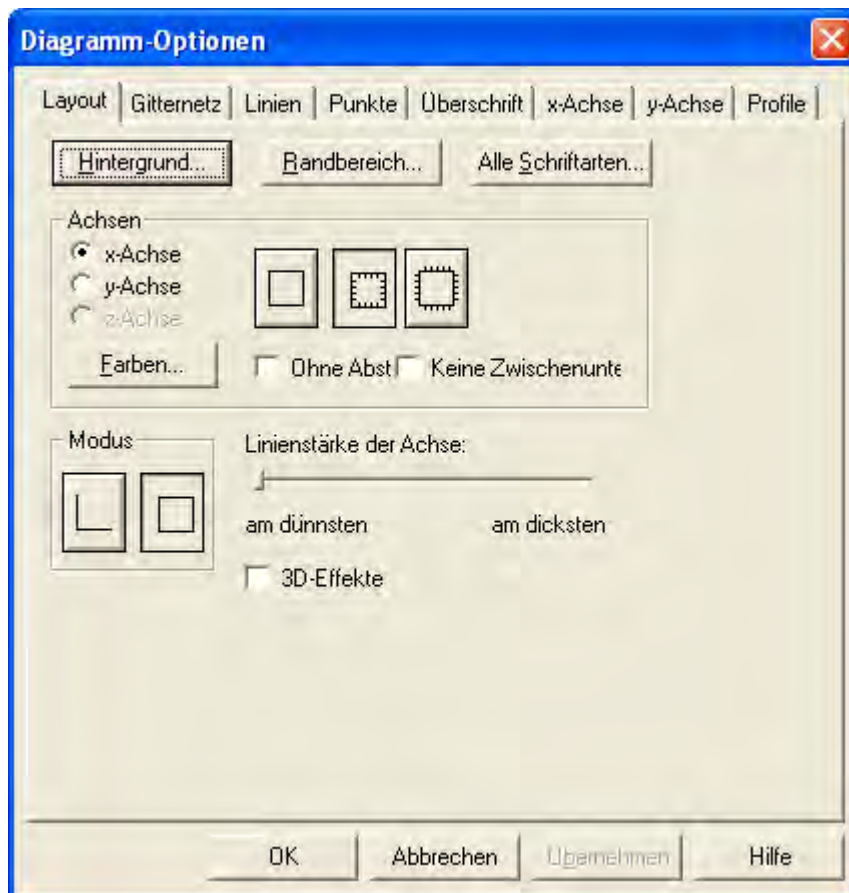 Diagramm-Optionen
Layout Gitternetz Linien Punkte Überschrift x-Achse y-Achse Profile
Hintergrund... Randbereich... Alle Schriftarten...
Achsen
x-Achse
y-Achse
z-Achse
Farben... Ohne Abst Keine Zwischenunte
Modus Linienstärke der Achse:
am dünnsten am dicksten
3D-Effekte
OK Abbrechen Übernehmen Hilfe